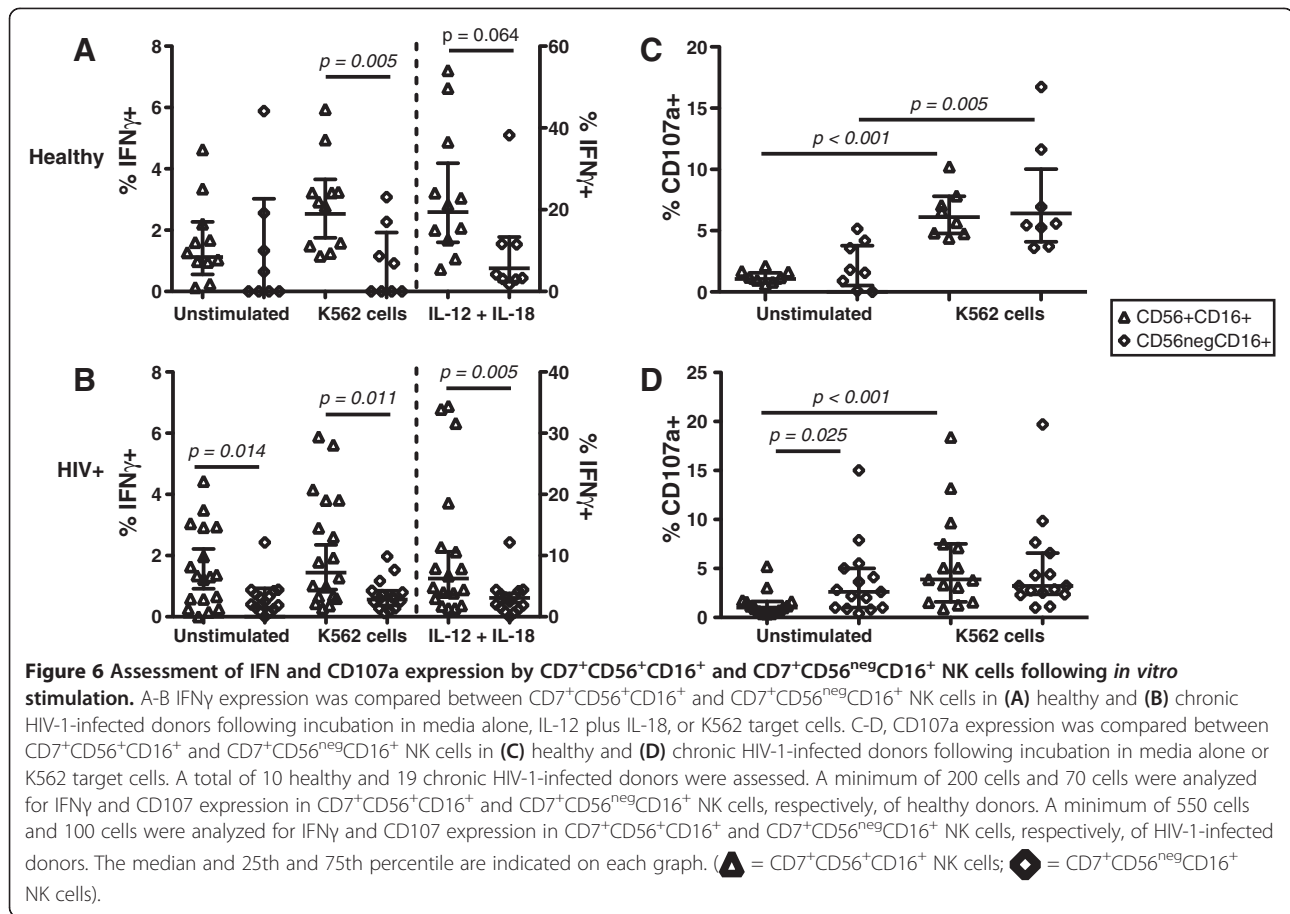 A
8
6
4
2
0
% IFNγ+
Healthy
p = 0.005
p = 0.064
60
40
20
0
% IFNγ+
Unstimulated
K562 cells
IL-12 + IL-18
C
20
15
10
5
0
% CD107a+
p < 0.001
p = 0.005
Unstimulated
K562 cells
CD56+CD16+
CD56negCD16+
B
8
6
4
2
0
% IFNγ+
HIV+
p = 0.014
p = 0.011
p = 0.005
40
30
20
10
0
% IFNγ+
Unstimulated
K562 cells
IL-12 + IL-18
D
25
20
15
10
5
0
% CD107a+
p < 0.001
p = 0.025
Unstimulated
K562 cells
Figure 6 Assessment of IFN and CD107a expression by CD7+CD56+CD16+ and CD7+CD56negCD16+ NK cells following in vitro
stimulation. A-B IFNγ expression was compared between CD7+CD56+CD16+ and CD7+CD56negCD16+ NK cells in (A) healthy and (B) chronic
HIV-1-infected donors following incubation in media alone, IL-12 plus IL-18, or K562 target cells. C-D, CD107a expression was compared between
CD7+CD56+CD16+ and CD7+CD56negCD16+ NK cells in (C) healthy and (D) chronic HIV-1-infected donors following incubation in media alone or
K562 target cells. A total of 10 healthy and 19 chronic HIV-1-infected donors were assessed. A minimum of 200 cells and 70 cells were analyzed
for IFNγ and CD107 expression in CD7+CD56+CD16+ and CD7+CD56negCD16+ NK cells, respectively, of healthy donors. A minimum of 550 cells
and 100 cells were analyzed for IFNγ and CD107 expression in CD7+CD56+CD16+ and CD7+CD56negCD16+ NK cells, respectively, of HIV-1-infected
donors. The median and 25th and 75th percentile are indicated on each graph. (△ = CD7+CD56+CD16+ NK cells; ◇ = CD7+CD56negCD16+
NK cells).